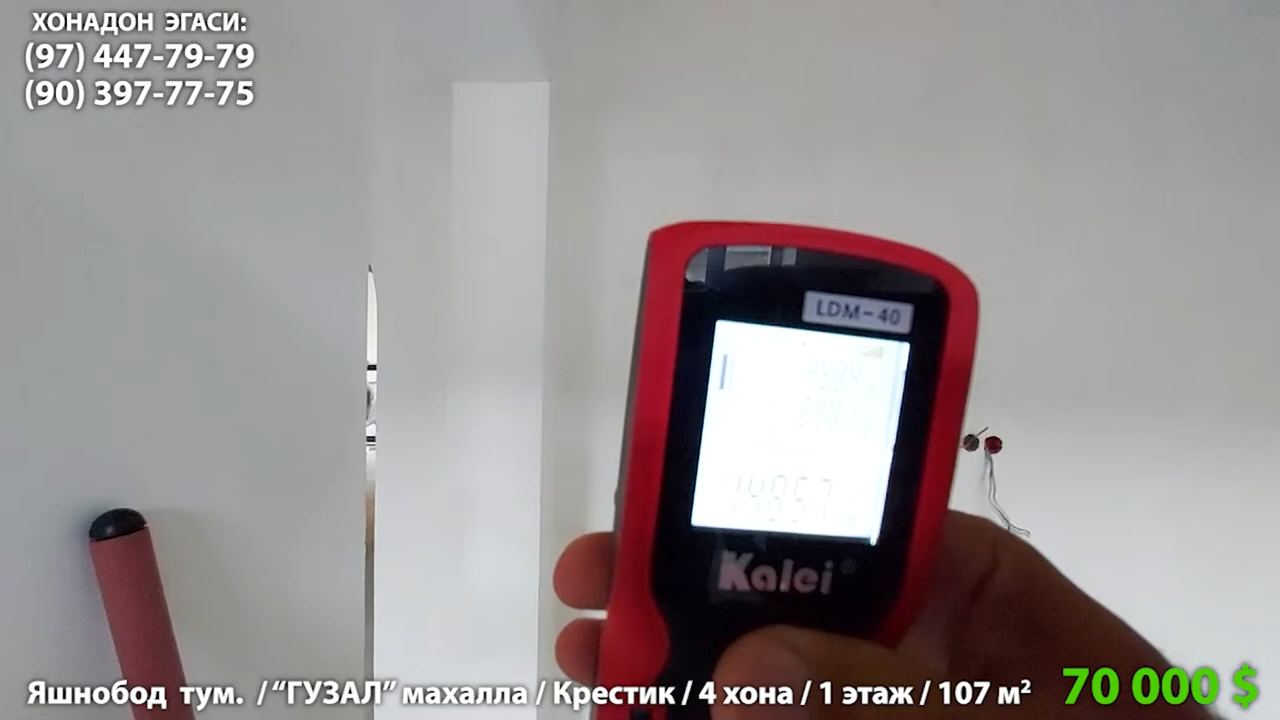 ХОНАДОН ЭГАСИ:
(97) 447-79-79
(90) 397-77-75
LDM-40
Kalei
Яшнобод тум. / “ГУЗАЛ” махалла / Крестик / 4 хона / 1 этаж / 107 м²
70 000 $